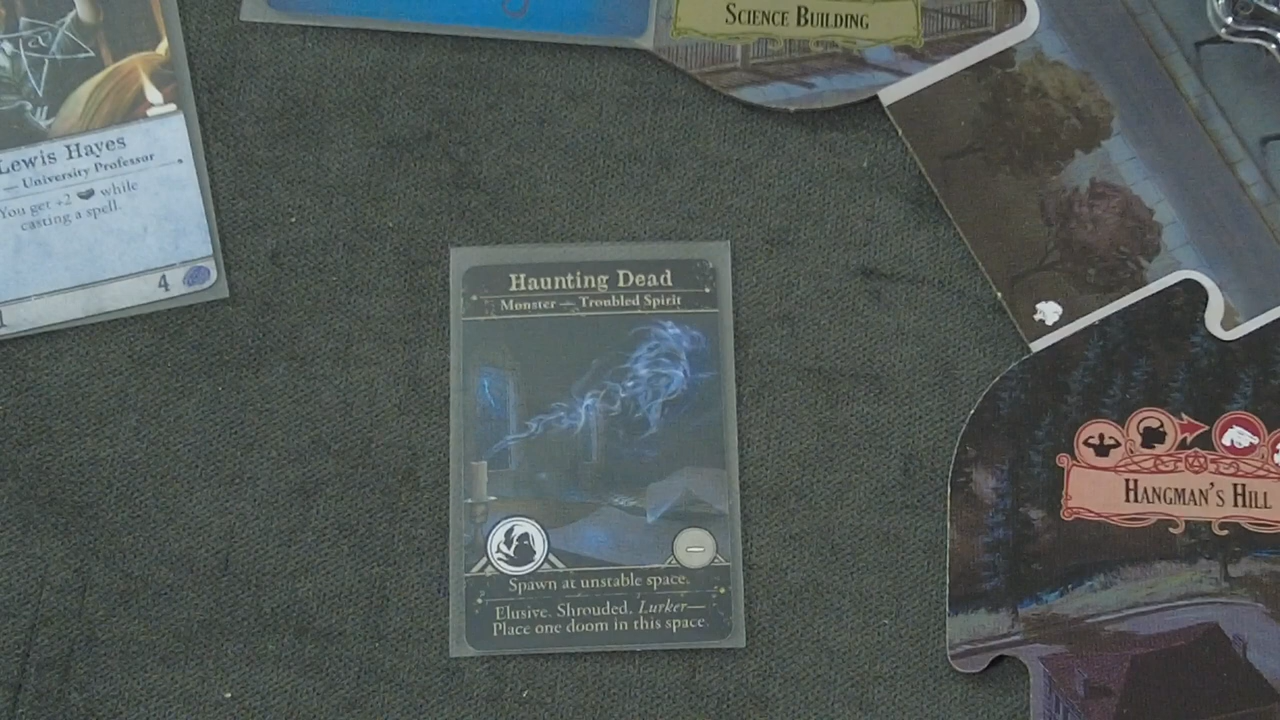 Science Building
Lewis Hayes
— University Professor
You get +2 while
casting a spell.
4
Haunting Dead
Monster — Troubled Spirit
Spawn at unstable space.
Elusive. Shrouded. Lurker—
Place one doom in this space.
Hangman's Hill